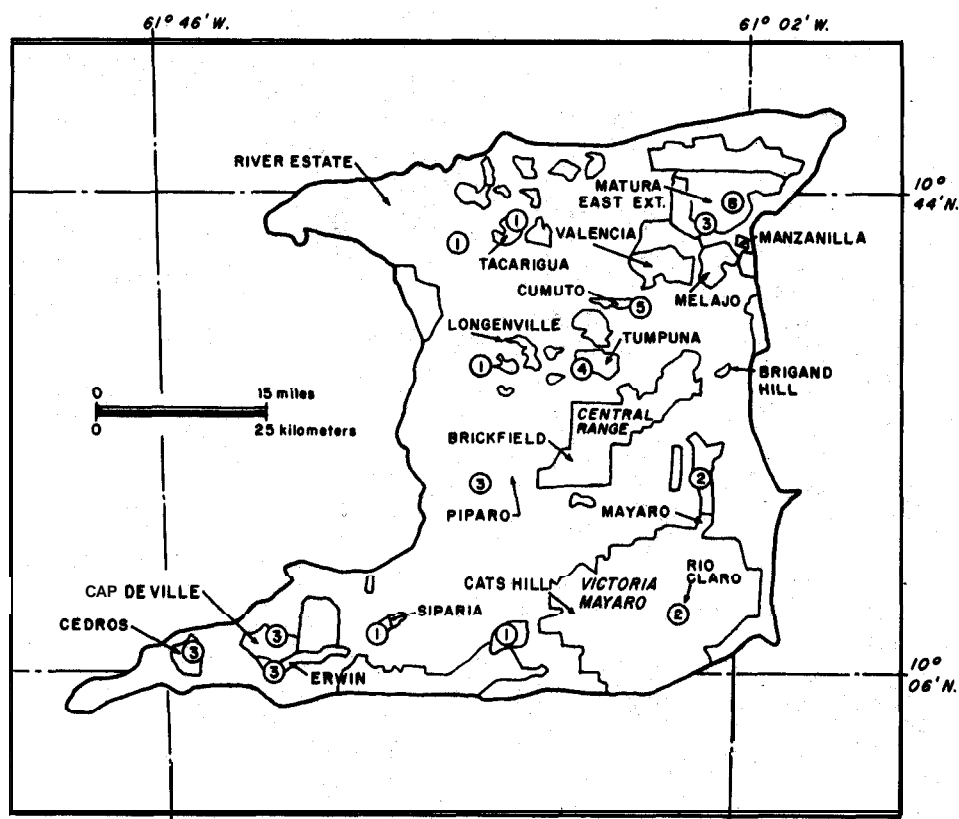 61° 46' W.
61° 02' W.
RIVER ESTATE
MATURA
EAST EXT.
10°
44' N.
6
3
1
1
VALENCIA
MANZANILLA
TACARIGUA
CUMUTO
MELAJO
5
LONGENVILLE
TUMPUNA
1
4
BRIGAND
HILL
0
15 miles
0
25 kilometers
CENTRAL
RANGE
BRICKFIELD
3
2
PIPARO
MAYARO
RIO
CLARO
CATS HILL
VICTORIA
MAYARO
CAP DE VILLE
SIPARIA
2
CEDROS
3
1
1
3
3
ERWIN
10°
06' N.